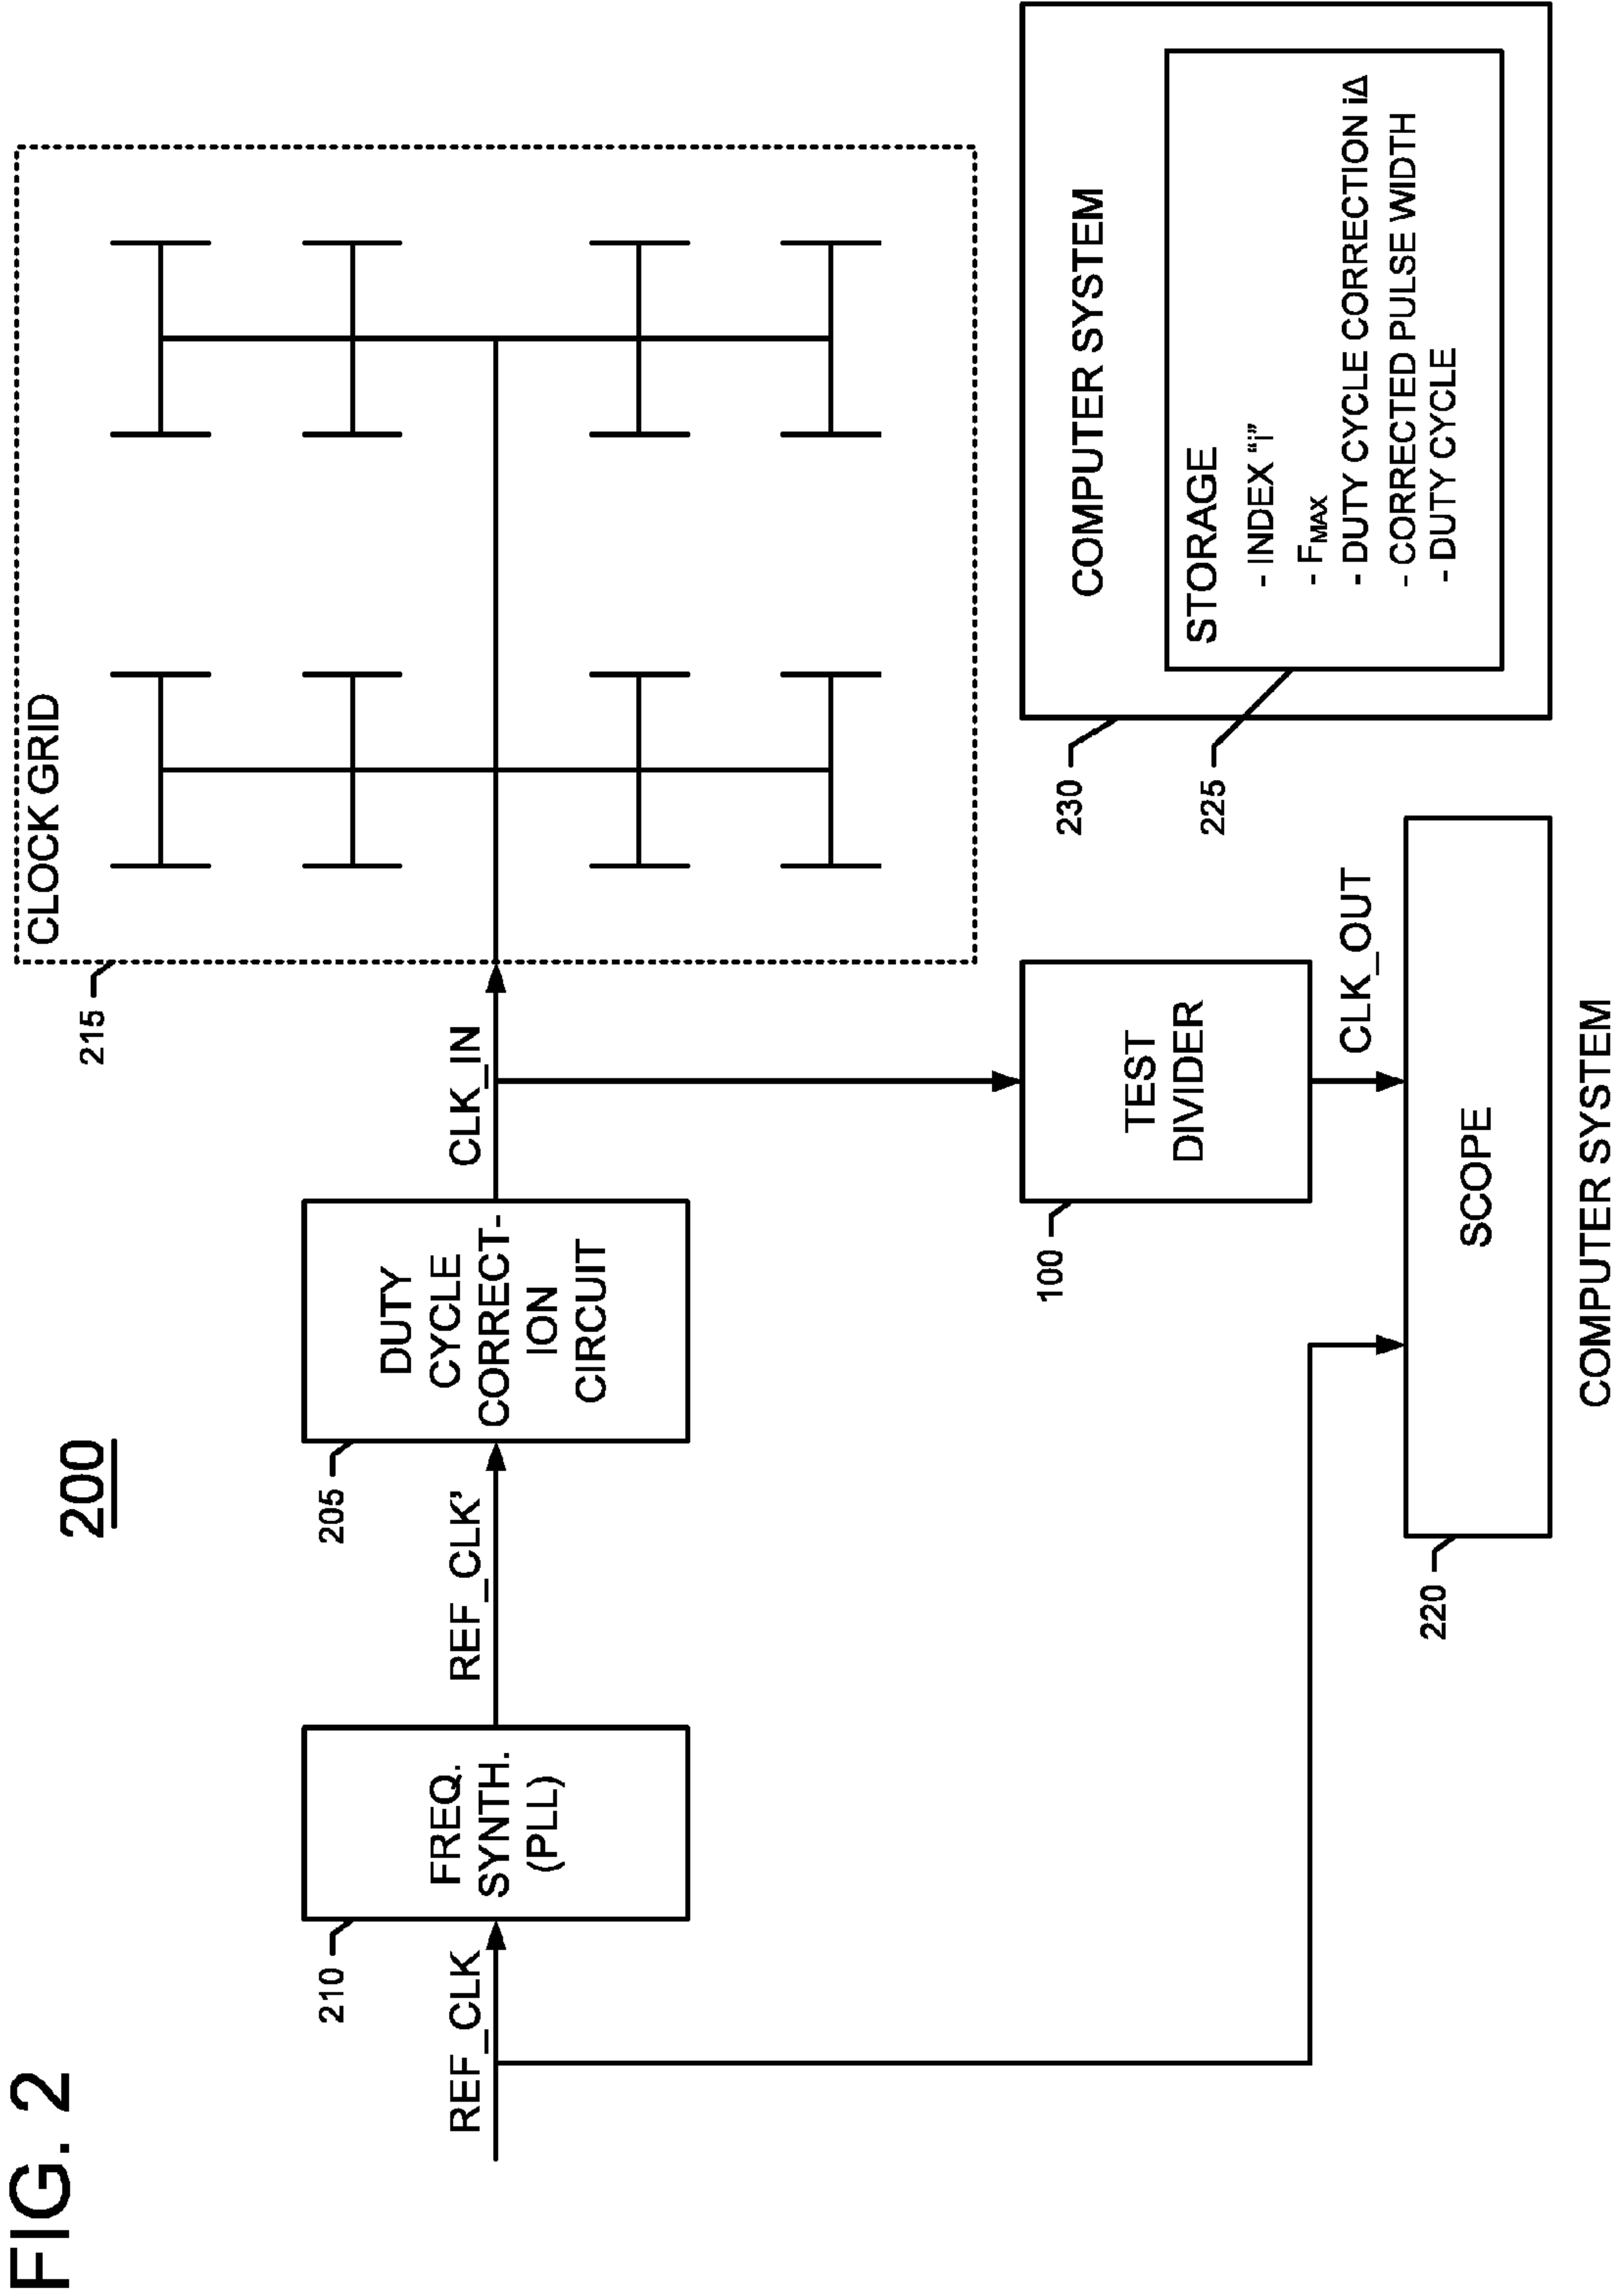 FIG. 2
200
REF_CLK
210
FREQ.
SYNTH.
(PLL)
REF_CLK'
205
DUTY
CYCLE
CORRECT-
ION
CIRCUIT
CLK_IN
215
CLOCK GRID
100
TEST
DIVIDER
CLK_OUT
220
SCOPE
COMPUTER SYSTEM
230
COMPUTER SYSTEM
225
STORAGE
- INDEX “i”
- FMAX
- DUTY CYCLE CORRECTION iΔ
- CORRECTED PULSE WIDTH
- DUTY CYCLE